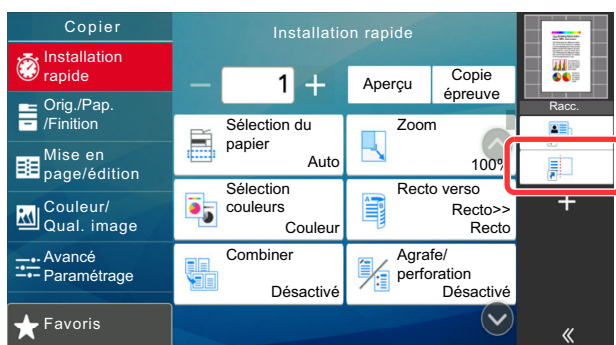 Copier
Installation
rapide
Orig./Pap.
/Finition
Mise en
page/édition
Couleur/
Qual. image
Avancé
Paramétrage
Favoris
Installation rapide
1
Aperçu
Copie
épreuve
Sélection du
papier
Auto
Zoom
100%
Sélection
couleurs
Couleur
Recto verso
Recto>>
Recto
Combiner
Désactivé
Agrafe/
perforation
Désactivé
Racc.